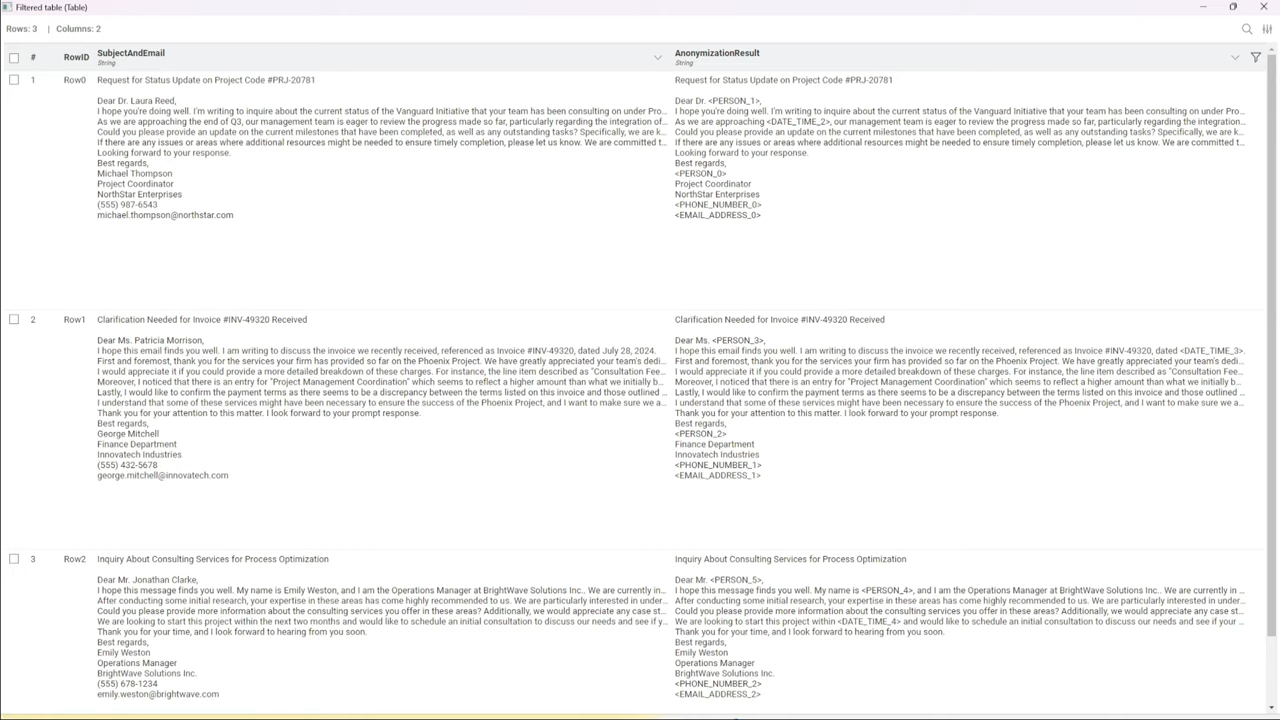 Filtered table (Table)
Rows: 3 | Columns: 2
# RowID SubjectAndEmail AnonymizationResult
String String
1 Row0 Request for Status Update on Project Code #PRJ-20781
Dear Dr. Laura Reed,
I hope you're doing well. I'm writing to inquire about the current status of the Vanguard Initiative that your team has been consulting on under Pro...
As we are approaching the end of Q3, our management team is eager to review the progress made so far, particularly regarding the integration of...
Could you please provide an update on the current milestones that have been completed, as well as any outstanding tasks? Specifically, we are k...
If there are any issues or areas where additional resources might be needed to ensure timely completion, please let us know. We are committed t...
Looking forward to your response.
Best regards,
Michael Thompson
Project Coordinator
NorthStar Enterprises
(555) 987-6543
michael.thompson@northstar.com
Request for Status Update on Project Code #PRJ-20781
Dear Dr. <PERSON_1>,
I hope you're doing well. I'm writing to inquire about the current status of the Vanguard Initiative that your team has been consulting on under Pro...
As we are approaching <DATE_TIME_2>, our management team is eager to review the progress made so far, particularly regarding the integration...
Could you please provide an update on the current milestones that have been completed, as well as any outstanding tasks? Specifically, we are k...
If there are any issues or areas where additional resources might be needed to ensure timely completion, please let us know. We are committed t...
Looking forward to your response.
Best regards,
<PERSON_0>
Project Coordinator
NorthStar Enterprises
<PHONE_NUMBER_0>
<EMAIL_ADDRESS_0>
2 Row1 Clarification Needed for Invoice #INV-49320 Received
Dear Ms. Patricia Morrison,
I hope this email finds you well. I am writing to discuss the invoice we recently received, referenced as Invoice #INV-49320, dated July 28, 2024.
First and foremost, thank you for the services your firm has provided so far on the Phoenix Project. We have greatly appreciated your team's dedi...
I would appreciate it if you could provide a more detailed breakdown of these charges. For instance, the line item described as "Consultation Fee...
Moreover, I noticed that there is an entry for "Project Management Coordination" which seems to reflect a higher amount than what we initially b...
Lastly, I would like to confirm the payment terms as there seems to be a discrepancy between the terms listed on this invoice and those outlined ...
I understand that some of these services might have been necessary to ensure the success of the Phoenix Project, and I want to make sure we a...
Thank you for your attention to this matter. I look forward to your prompt response.
Best regards,
George Mitchell
Finance Department
Innovatech Industries
(555) 432-5678
george.mitchell@innovatech.com
Clarification Needed for Invoice #INV-49320 Received
Dear Ms. <PERSON_3>,
I hope this email finds you well. I am writing to discuss the invoice we recently received, referenced as Invoice #INV-49320, dated <DATE_TIME_3>.
First and foremost, thank you for the services your firm has provided so far on the Phoenix Project. We have greatly appreciated your team's dedi...
I would appreciate it if you could provide a more detailed breakdown of these charges. For instance, the line item described as "Consultation Fee...
Moreover, I noticed that there is an entry for "Project Management Coordination" which seems to reflect a higher amount than what we initially b...
Lastly, I would like to confirm the payment terms as there seems to be a discrepancy between the terms listed on this invoice and those outlined ...
I understand that some of these services might have been necessary to ensure the success of the Phoenix Project, and I want to make sure we a...
Thank you for your attention to this matter. I look forward to your prompt response.
Best regards,
<PERSON_2>
Finance Department
Innovatech Industries
<PHONE_NUMBER_1>
<EMAIL_ADDRESS_1>
3 Row2 Inquiry About Consulting Services for Process Optimization
Dear Mr. Jonathan Clarke,
I hope this message finds you well. My name is Emily Weston, and I am the Operations Manager at BrightWave Solutions Inc.. We are currently in...
After conducting some initial research, your expertise in these areas has come highly recommended to us. We are particularly interested in under...
Could you please provide more information about the consulting services you offer in these areas? Additionally, we would appreciate any case st...
We are looking to start this project within the next two months and would like to schedule an initial consultation to discuss our needs and see if y...
Thank you for your time, and I look forward to hearing from you soon.
Best regards,
Emily Weston
Operations Manager
BrightWave Solutions Inc.
(555) 678-1234
emily.weston@brightwave.com
Inquiry About Consulting Services for Process Optimization
Dear Mr. <PERSON_5>,
I hope this message finds you well. My name is <PERSON_4>, and I am the Operations Manager at BrightWave Solutions Inc.. We are currently in ...
After conducting some initial research, your expertise in these areas has come highly recommended to us. We are particularly interested in under...
Could you please provide more information about the consulting services you offer in these areas? Additionally, we would appreciate any case st...
We are looking to start this project within <DATE_TIME_4> and would like to schedule an initial consultation to discuss our needs and see if your ...
Thank you for your time, and I look forward to hearing from you soon.
Best regards,
Emily Weston
Operations Manager
BrightWave Solutions Inc.
<PHONE_NUMBER_2>
<EMAIL_ADDRESS_2>